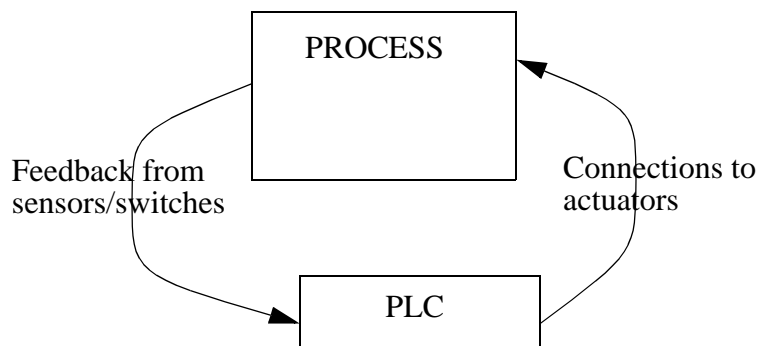 PROCESS
Feedback from
sensors/switches
Connections to
actuators
PLC